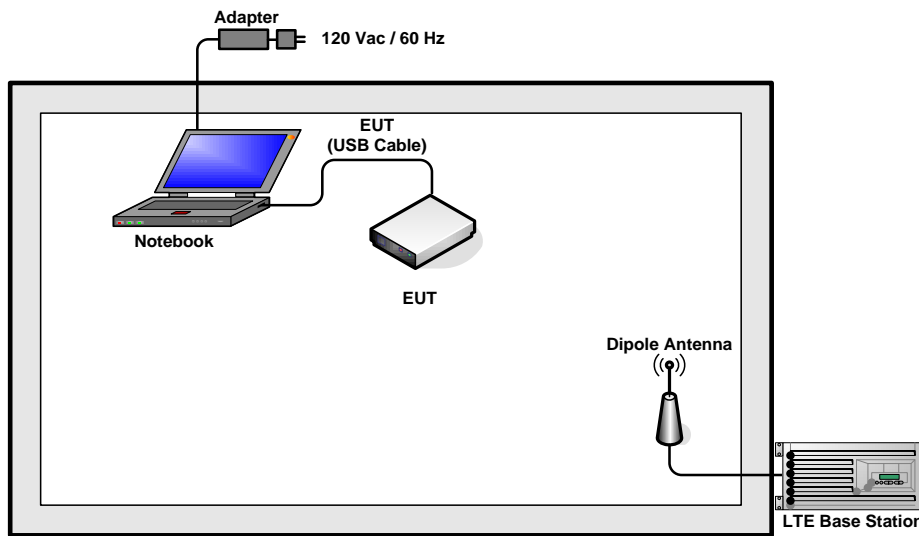 Adapter
120 Vac / 60 Hz
EUT
(USB Cable)
Notebook
EUT
Dipole Antenna
LTE Base Station